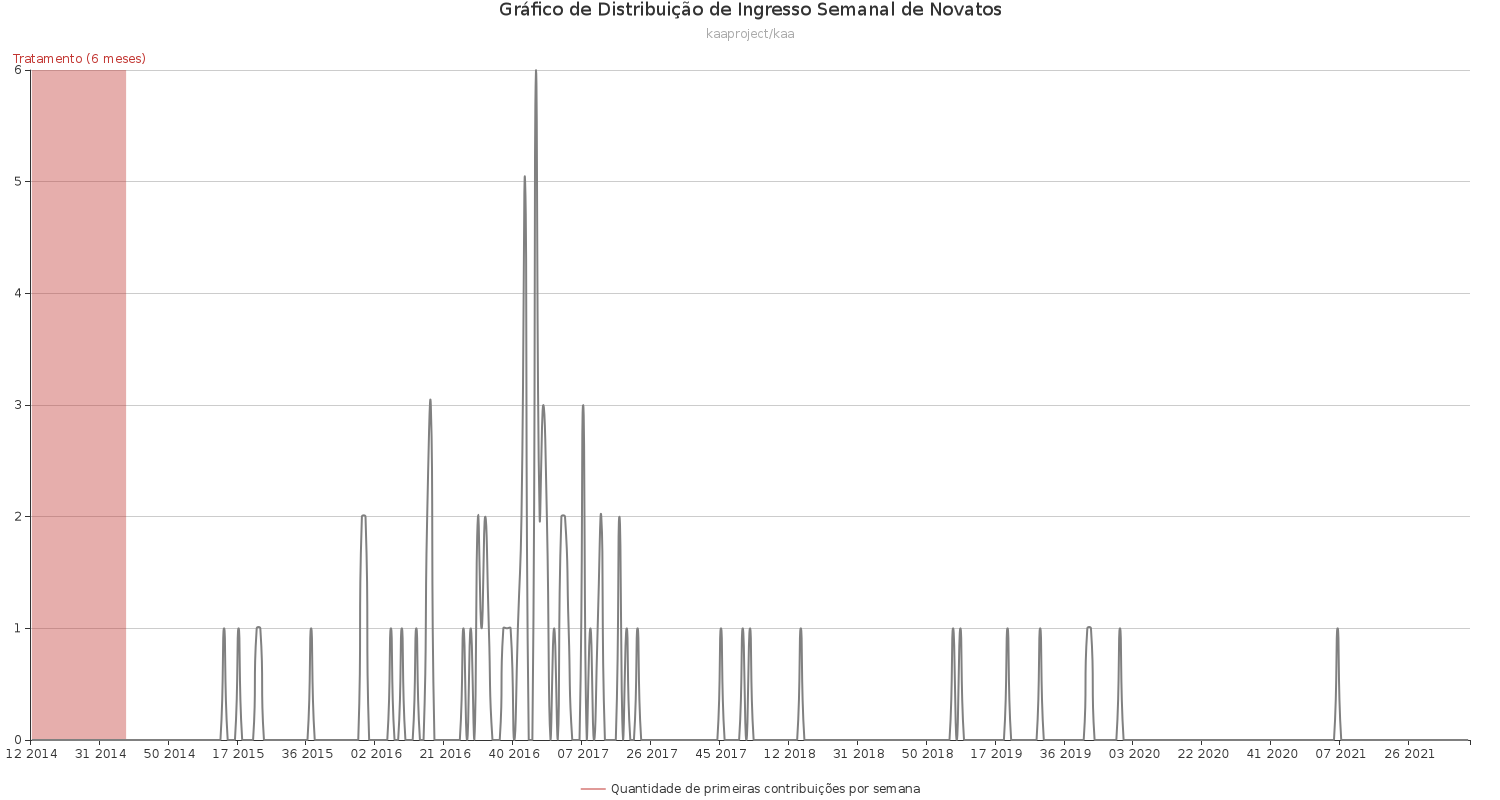 Gráfico de Distribuição de Ingresso Semanal de Novatos
kaaproject/kaa
Tratamento (6 meses)
6
5
4
3
2
1
0
12 2014 31 2014 50 2014 17 2015 36 2015 02 2016 21 2016 40 2016 07 2017 26 2017 45 2017 12 2018 31 2018 50 2018 17 2019 36 2019 03 2020 22 2020 41 2020 07 2021 26 2021
Quantidade de primeiras contribuições por semana